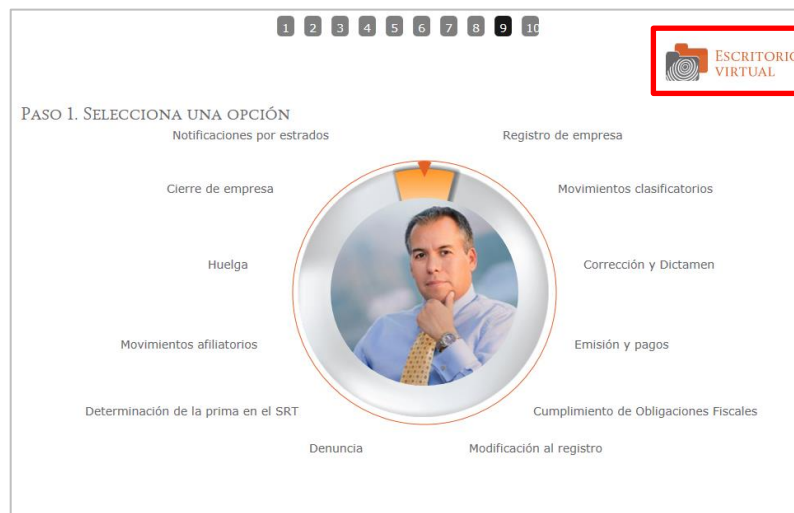 1 2 3 4 5 6 7 8 9 10
ESCRITORIO
VIRTUAL
PASO 1. SELECCIONA UNA OPCIÓN
Notificaciones por estrados
Registro de empresa
Cierre de empresa
Movimientos clasificatorios
Huelga
Corrección y Dictamen
Movimientos afiliatorios
Emisión y pagos
Determinación de la prima en el SRT
Cumplimiento de Obligaciones Fiscales
Denuncia
Modificación al registro